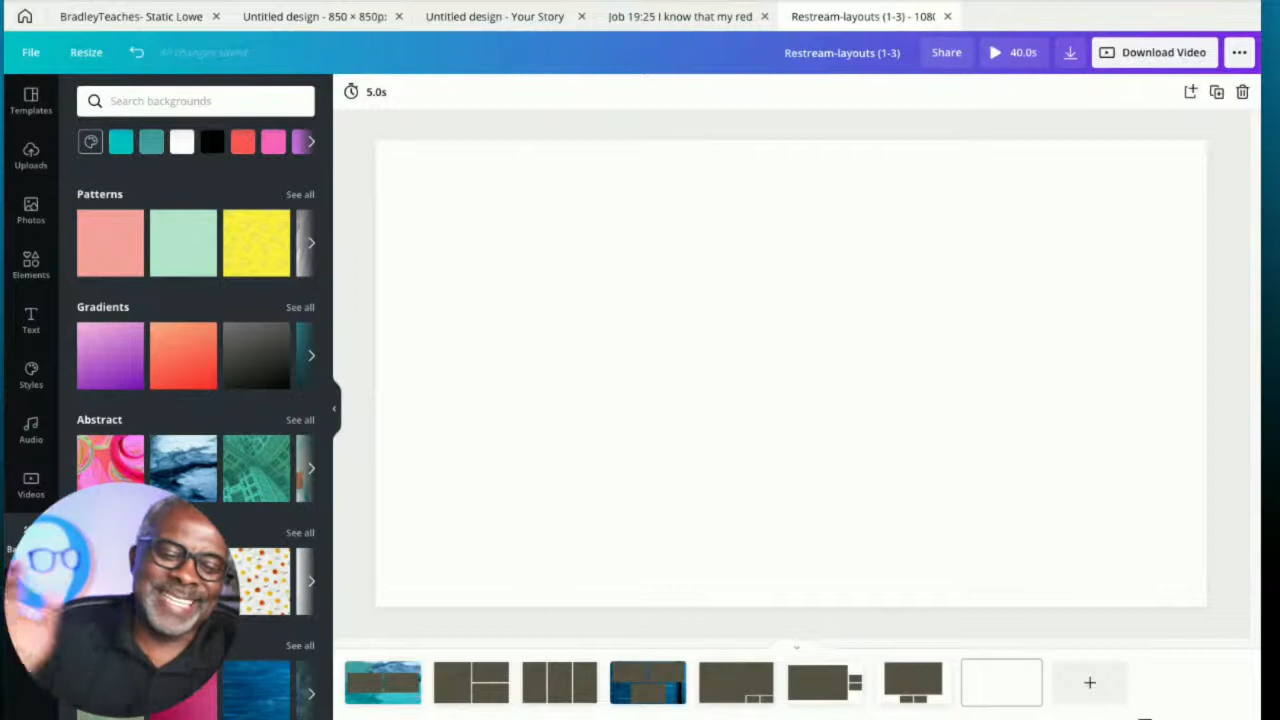 BradleyTeaches- Static Lowe
Untitled design - 850 × 850p:
Untitled design - Your Story
Job 19:25 I know that my red
Restream-layouts (1-3) - 108(
File
Resize
All changes saved
Restream-layouts (1-3)
Share
40.0s
Download Video
Search backgrounds
5.0s
Templates
Uploads
Photos
Elements
Text
Styles
Audio
Videos
Patterns
See all
Gradients
See all
Abstract
See all
See all
See all